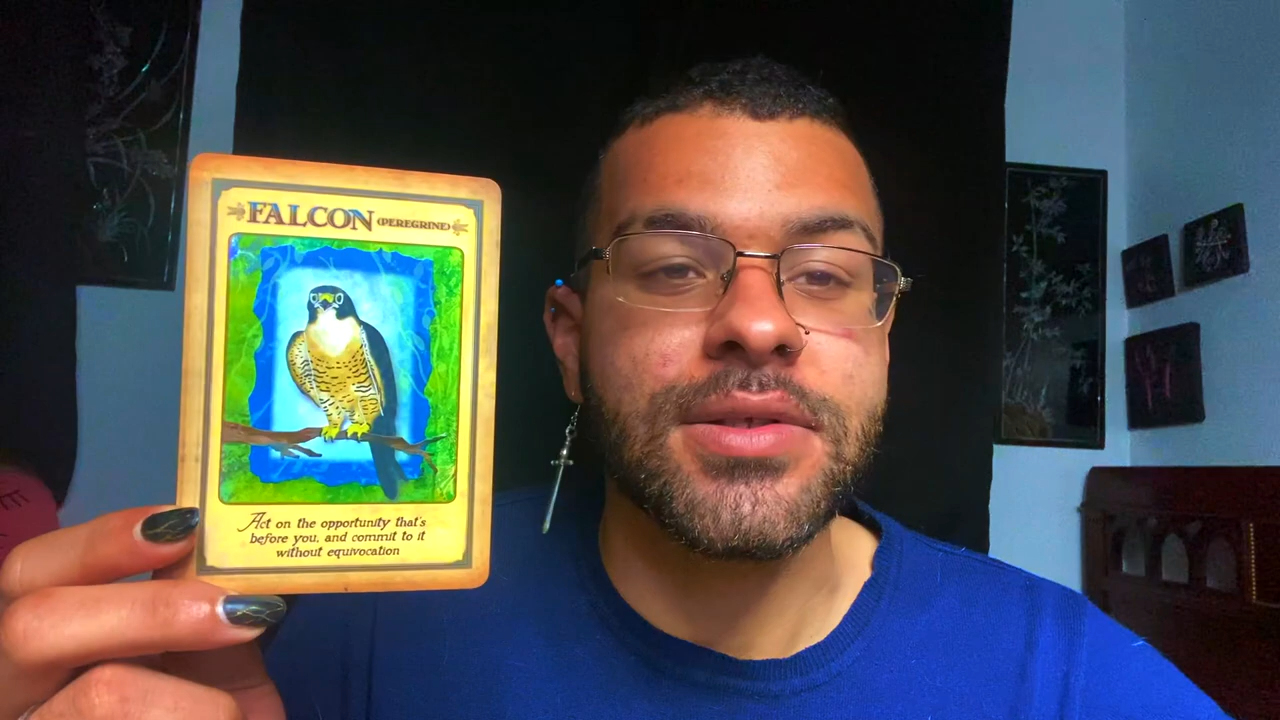 FALCON (PEREGRINE)
Act on the opportunity that's
before you, and commit to it
without equivocation